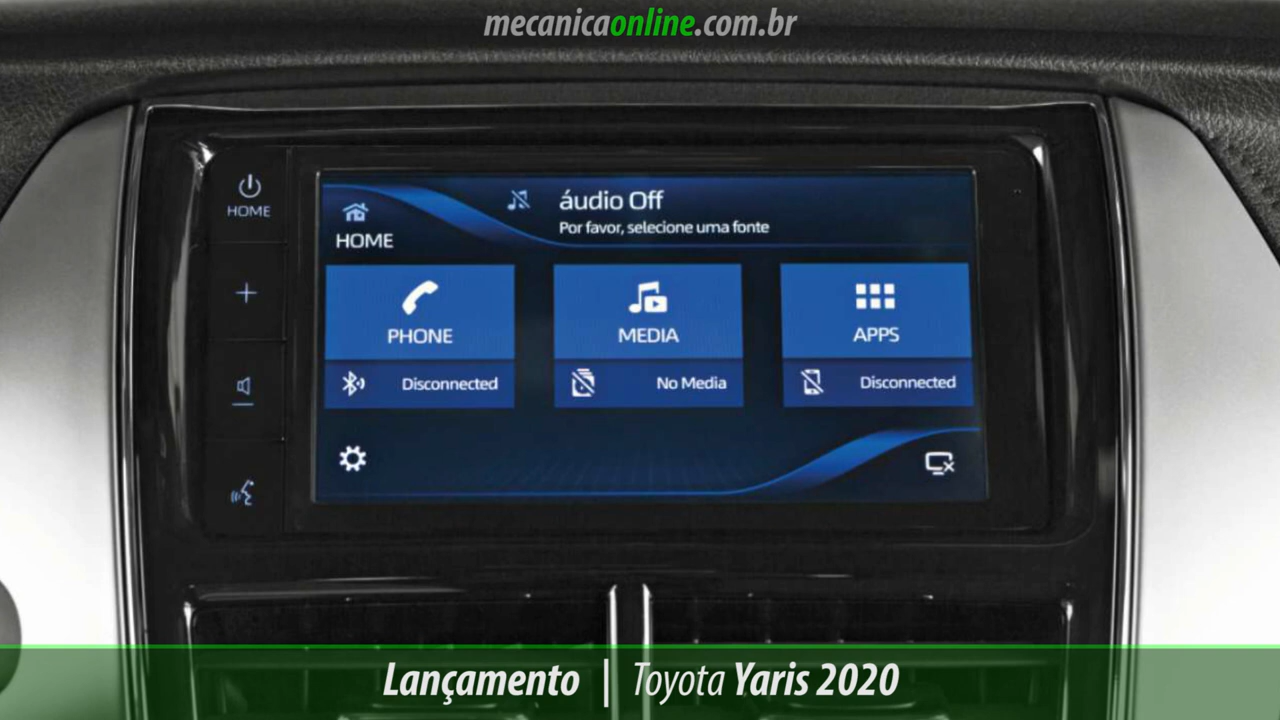 mecanicaonline.com.br
HOME
áudio Off
Por favor, selecione uma fonte
HOME
PHONE
MEDIA
APPS
Disconnected
No Media
Disconnected
Lançamento | Toyota Yaris 2020